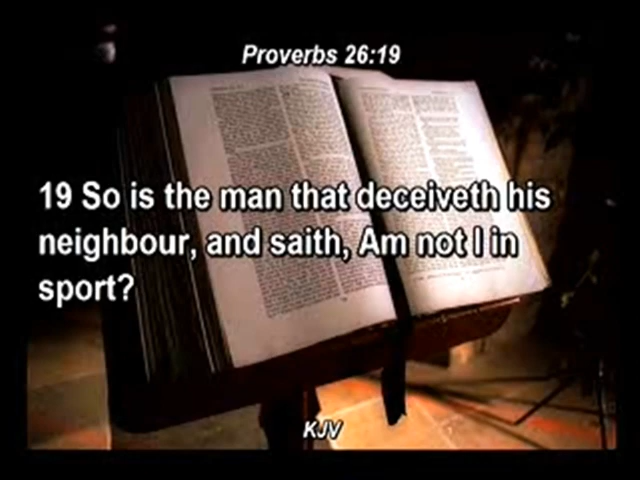 Proverbs 26:19
19 So is the man that deceiveth his
neighbour, and saith, Am not I in
sport?
KJV